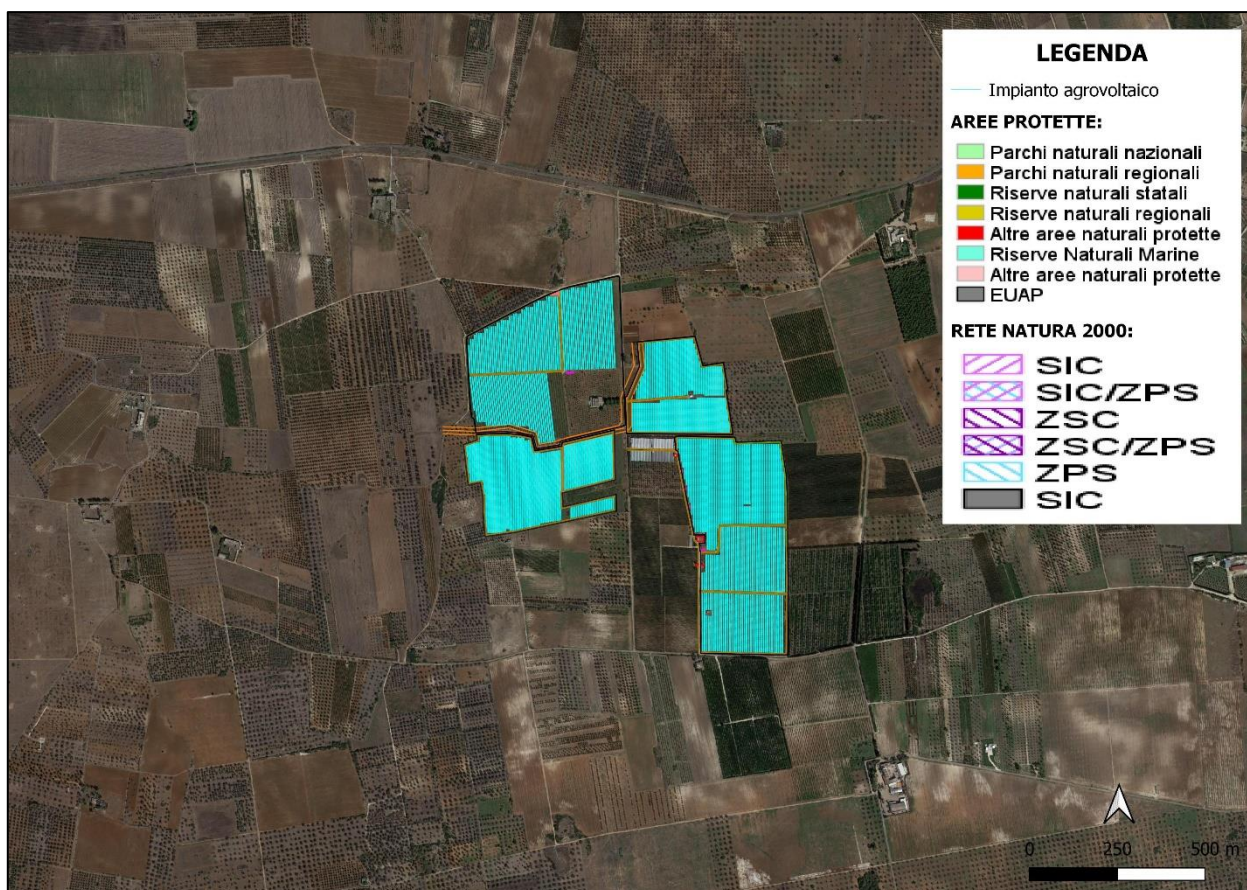 LEGENDA
Impianto agrovoltaico
AREE PROTETTE:
Parchi naturali nazionali
Parchi naturali regionali
Riserve naturali statali
Riserve naturali regionali
Altre aree naturali protette
Riserve Naturali Marine
Altre aree naturali protette
EUAP
RETE NATURA 2000:
SIC
SIC/ZPS
ZSC
ZSC/ZPS
ZPS
SIC
0 250 500 m